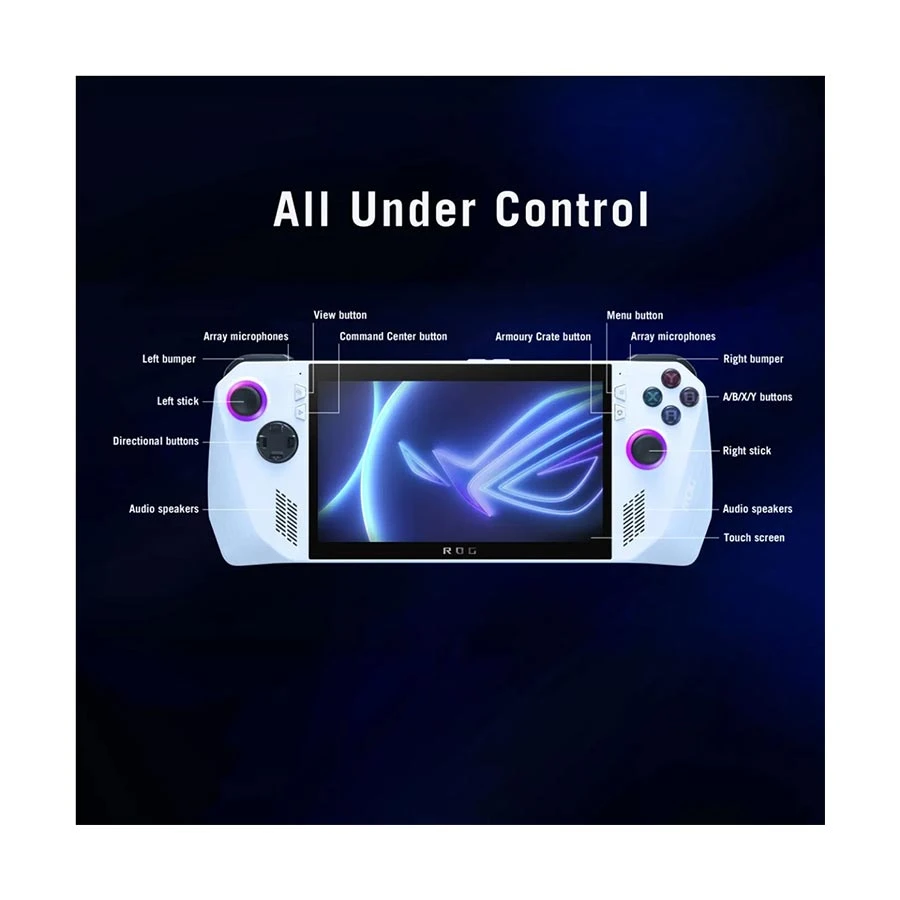 All Under Control
View button
Menu button
Array microphones
Command Center button
Armoury Crate button
Array microphones
Left bumper
Right bumper
Left stick
A/B/X/Y buttons
Directional buttons
Right stick
Audio speakers
Audio speakers
Touch screen
ROG
Y
X
B
A